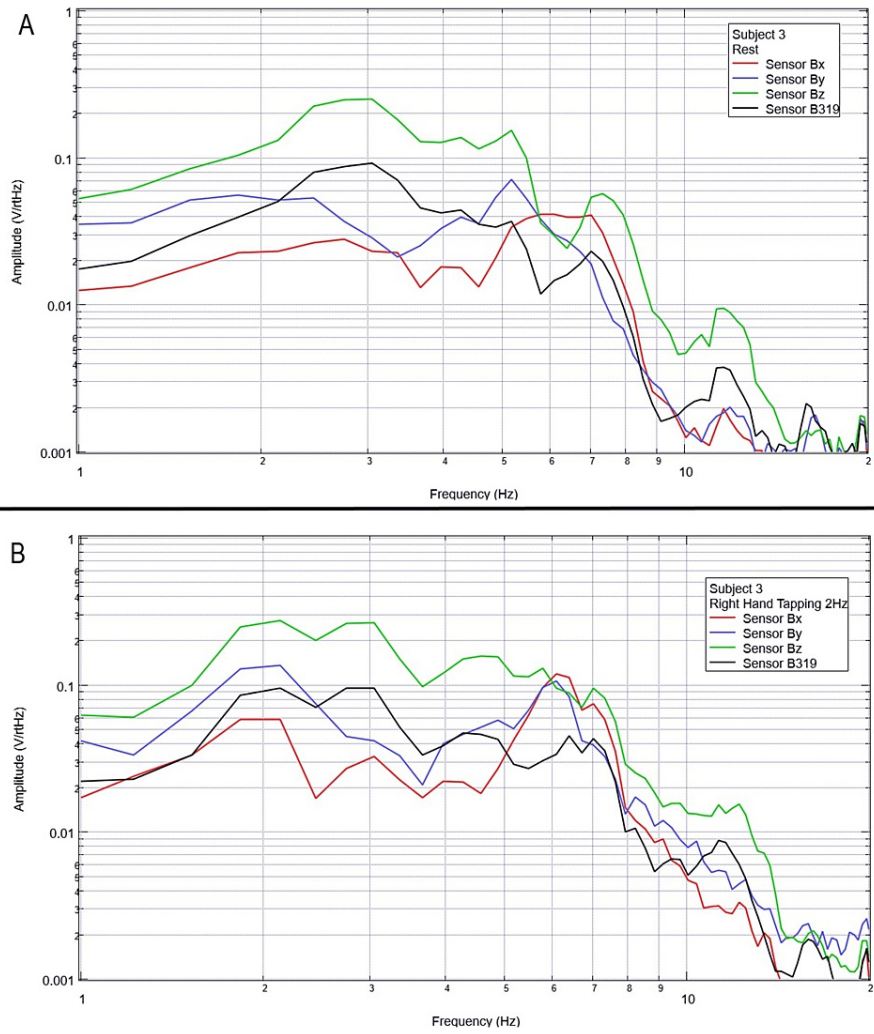 A
Subject 3
Rest
Sensor Bx
Sensor By
Sensor Bz
Sensor B319
Amplitude (V/rtHz)
1
0.1
0.01
0.001
1
2
3
4
5
6
7
8
9
10
2
Frequency (Hz)
B
Subject 3
Right Hand Tapping 2Hz
Sensor Bx
Sensor By
Sensor Bz
Sensor B319
Amplitude (V/rtHz)
1
0.1
0.01
0.001
1
2
3
4
5
6
7
8
9
10
2
Frequency (Hz)